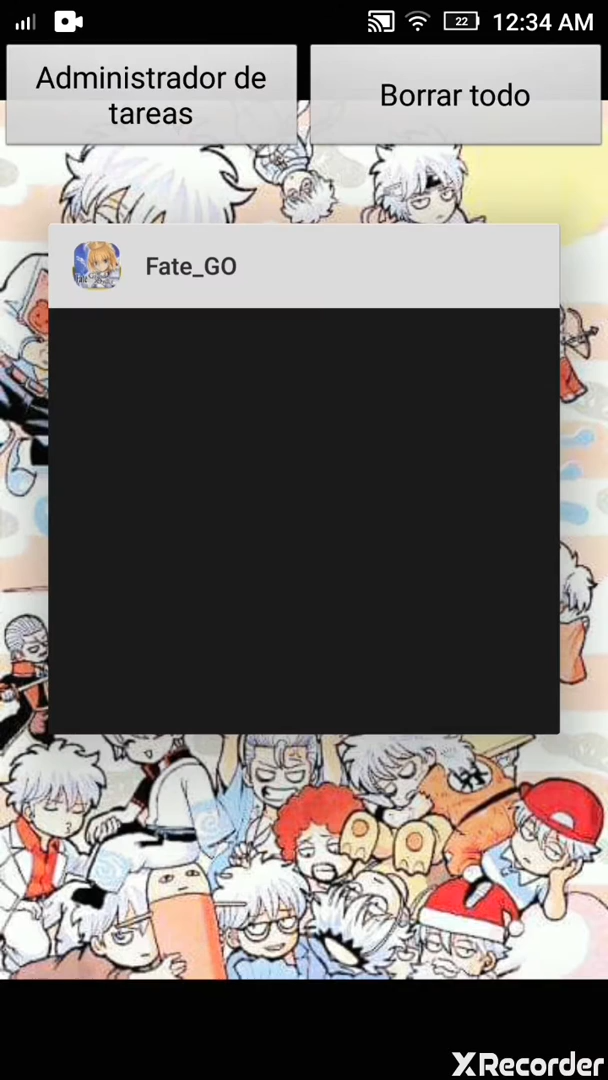 22 12:34 AM
Administrador de
tareas
Borrar todo
Fate_GO
XRecorder